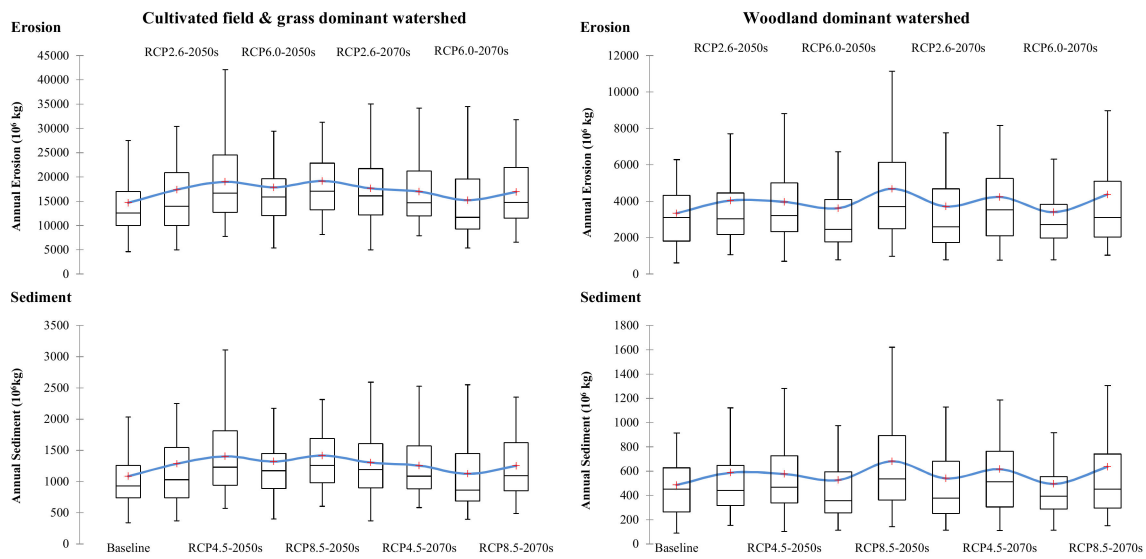 Cultivated field & grass dominant watershed
Erosion
RCP2.6-2050s RCP6.0-2050s RCP2.6-2070s RCP6.0-2070s
Annual Erosion (10⁶ kg)
45000
40000
35000
30000
25000
20000
15000
10000
5000
0
Woodland dominant watershed
Erosion
RCP2.6-2050s RCP6.0-2050s RCP2.6-2070s RCP6.0-2070s
Annual Erosion (10⁶ kg)
12000
10000
8000
6000
4000
2000
0
Sediment
Annual Sediment (10⁶kg)
3500
3000
2500
2000
1500
1000
500
0
Baseline RCP4.5-2050s RCP8.5-2050s RCP4.5-2070s RCP8.5-2070s
Sediment
Annual Sediment (10⁶ kg)
1800
1600
1400
1200
1000
800
600
400
200
0
Baseline RCP4.5-2050s RCP8.5-2050s RCP4.5-2070s RCP8.5-2070s